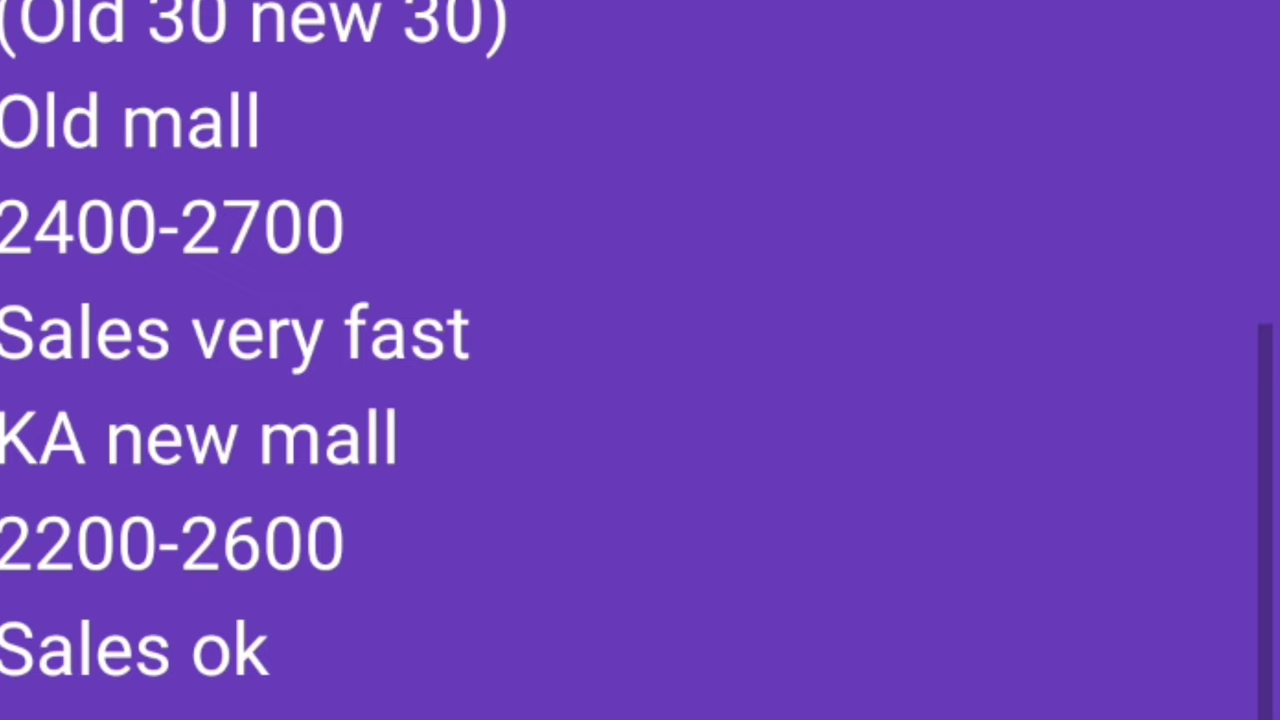 (Old 30 new 30)
Old mall
2400-2700
Sales very fast
KA new mall
2200-2600
Sales ok